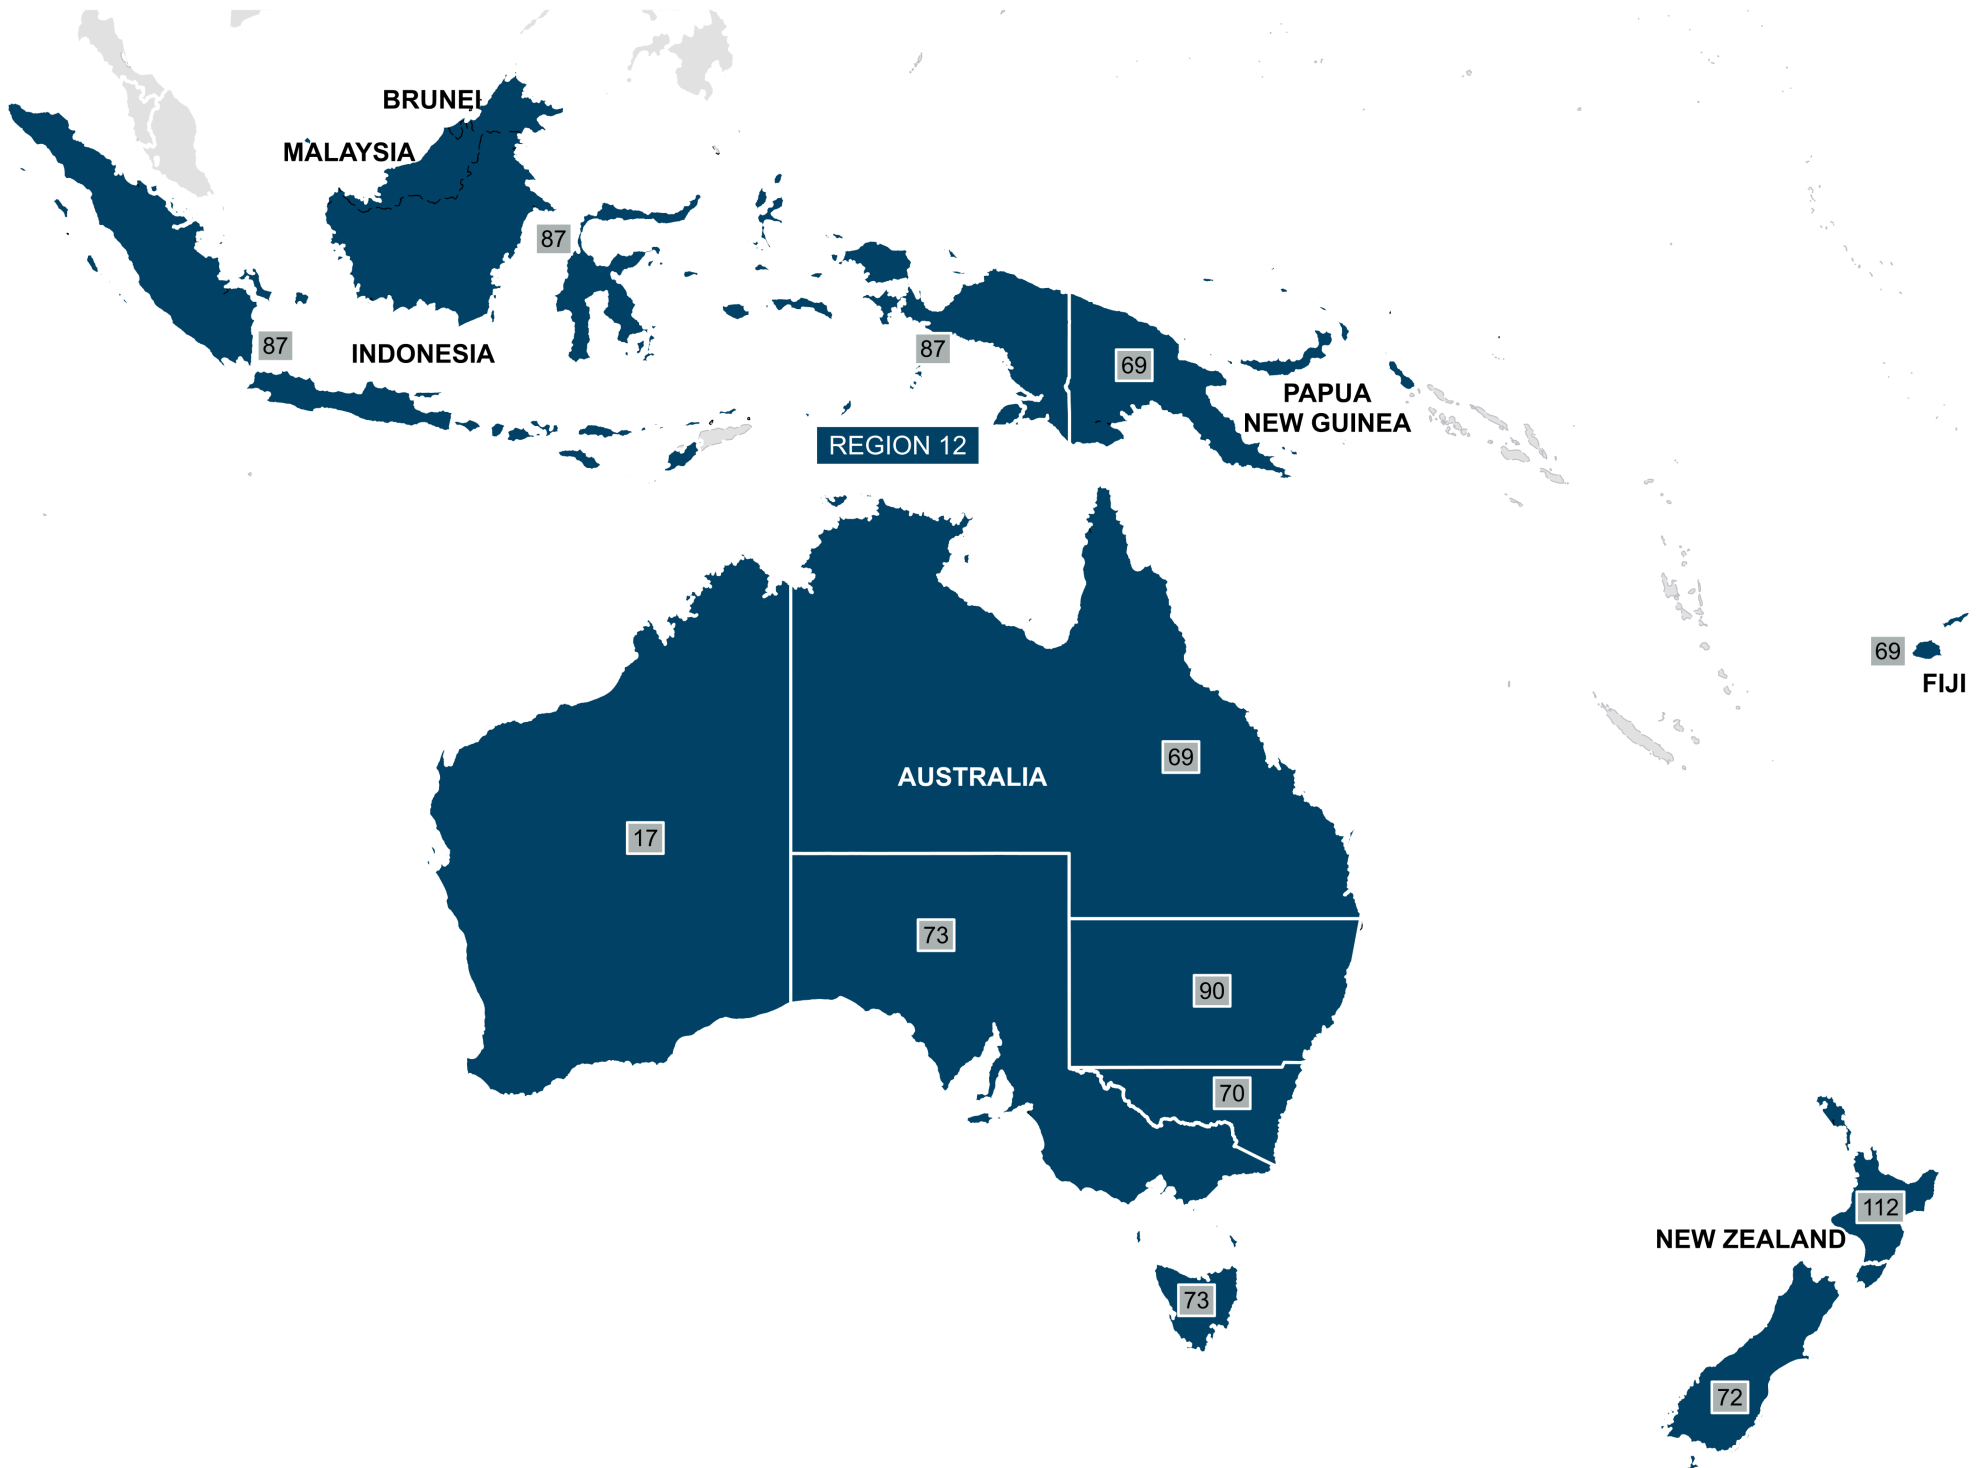 BRUNEI
MALAYSIA
87
87
INDONESIA
87
69
PAPUA
NEW GUINEA
REGION 12
69
FIJI
69
AUSTRALIA
17
73
90
70
112
NEW ZEALAND
73
72